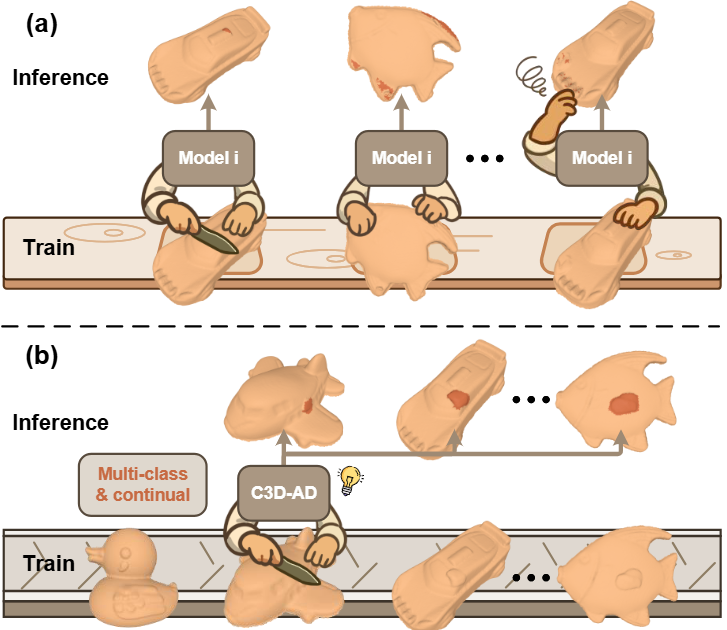 (a)
Inference
Model i
Model i
Model i
Train
(b)
Inference
Multi-class
& continual
C3D-AD
Train